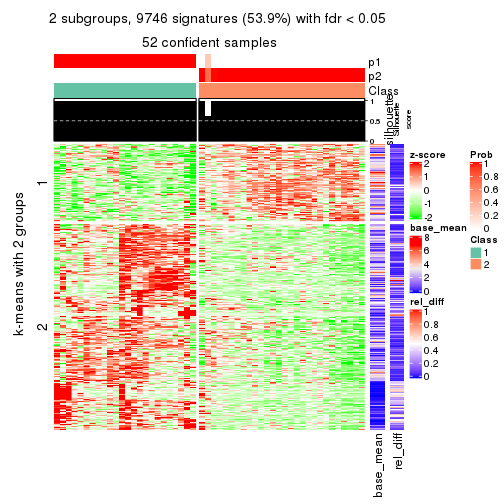 2 subgroups, 9746 signatures (53.9%) with fdr < 0.05
52 confident samples
p1
p2
Class
1
0.5
0
silhouette
Silhouette
score
k-means with 2 groups
1
2
base_mean
rel_diff
z-score
2
1
0
-1
-2
base_mean
8
6
4
2
0
rel_diff
1
0.8
0.6
0.4
0.2
0
Prob
1
0.8
0.6
0.4
0.2
0
Class
1
2